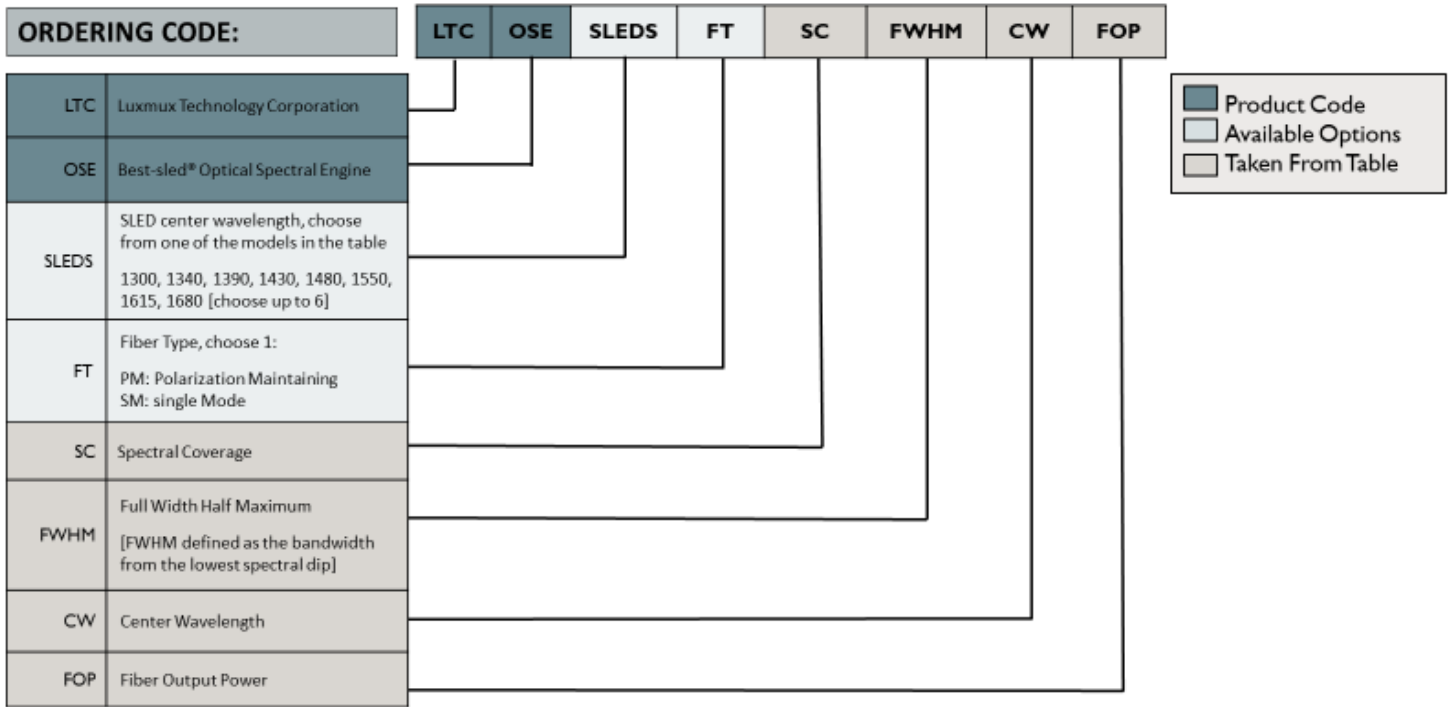 ORDERING CODE:
LTC OSE SLEDS FT SC FWHM CW FOP
LTC Luxmux Technology Corporation
OSE Best-sled® Optical Spectral Engine
SLEDS
SLED center wavelength, choose
from one of the models in the table
1300, 1340, 1390, 1430, 1480, 1550,
1615, 1680 [choose up to 6]
FT
Fiber Type, choose 1:
PM: Polarization Maintaining
SM: single Mode
SC Spectral Coverage
FWHM
Full Width Half Maximum
[FWHM defined as the bandwidth
from the lowest spectral dip]
CW Center Wavelength
FOP Fiber Output Power
Product Code
Available Options
Taken From Table